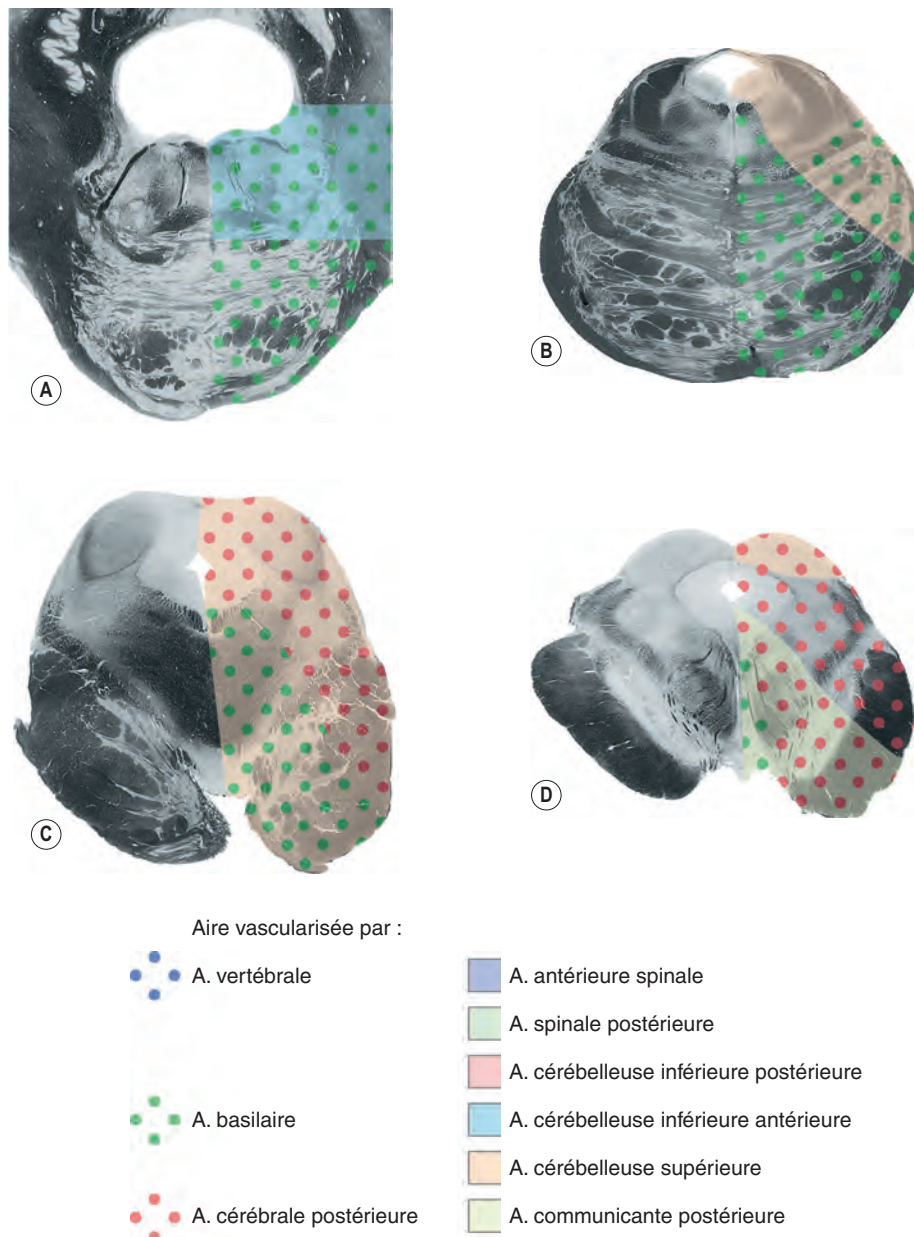 A
B
C
D
Aire vascularisée par :
A. vertébrale
A. basilaire
A. cérébrale postérieure
A. antérieure spinale
A. spinale postérieure
A. cérébelleuse inférieure postérieure
A. cérébelleuse inférieure antérieure
A. cérébelleuse supérieure
A. communicante postérieure